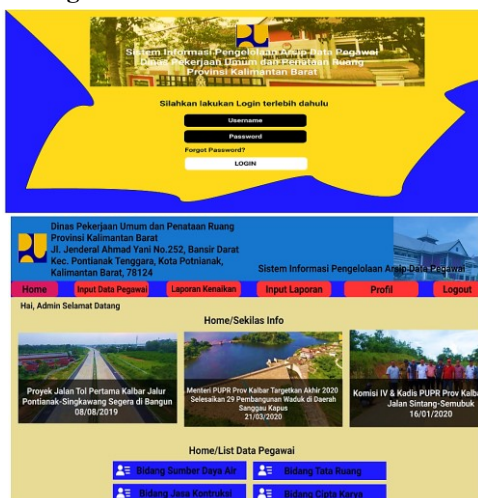 Sistem Informasi Pengelolaan Arsip Data Pegawai
Dinas Pekerjaan Umum dan Penataan Ruang
Provinsi Kalimantan Barat
Silahkan lakukan Login terlebih dahulu
Username
Password
Forgot Password?
LOGIN
Dinas Pekerjaan Umum dan Penataan Ruang
Provinsi Kalimantan Barat
Jl. Jenderal Ahmad Yani No.252, Bansir Darat
Kec. Pontianak Tenggara, Kota Potnianak,
Kalimantan Barat, 78124
Sistem Informasi Pengelolaan Arsip Data Pegawai
Home
Input Data Pegawai
Laporan Kenaikan
Input Laporan
Profil
Logout
Hai, Admin Selamat Datang
Home/Sekilas Info
Proyek Jalan Tol Pertama Kalbar Jalur
Pontianak-Singkawang Segera di Bangun
08/08/2019
Menteri PUPR Prov Kalbar Targetkan Akhir 2020
Selesaikan 29 Pembangunan Waduk di Daerah
Sanggau Kapus
21/03/2020
Komisi IV & Kadis PUPR Prov Kalba
Jalan Sintang-Semubuk
16/01/2020
Home/List Data Pegawai
Bidang Sumber Daya Air
Bidang Tata Ruang
Bidang Jasa Kontruksi
Bidang Cipta Karya